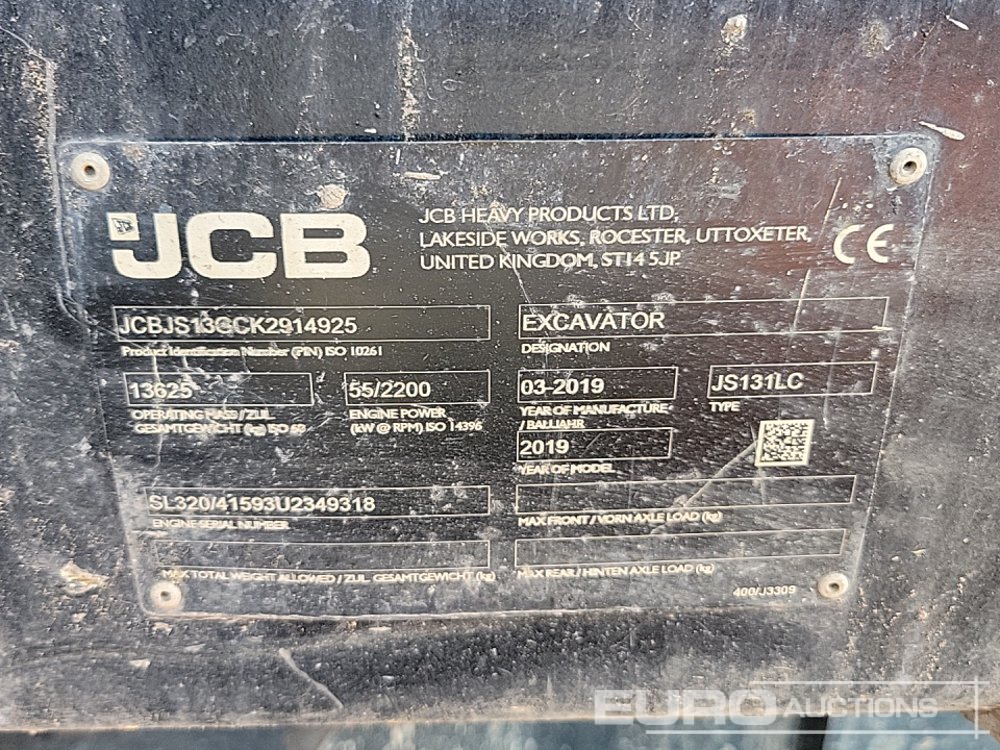 JCB
JCB HEAVY PRODUCTS LTD,
LAKESIDE WORKS, ROCESTER, UTTOXETER,
UNITED KINGDOM, ST14 5JP
CE
JCBJS13GCK2914925
Product Identification Number (PIN) ISO 10261
EXCAVATOR
DESIGNATION
13625
OPERATING MASS / ZUL.
GESAMTGEWICHT (kg) ISO 60
55/2200
ENGINE POWER
(kW @ RPM) ISO 14396
03-2019
YEAR OF MANUFACTURE
/ BAUJAHR
JS131LC
TYPE
2019
YEAR OF MODEL
SL320/41593U2349318
ENGINE SERIAL NUMBER
MAX FRONT / VORN AXLE LOAD (kg)
MAX TOTAL WEIGHT ALLOWED / ZUL. GESAMTGEWICHT (kg)
MAX REAR / HINTEN AXLE LOAD (kg)
400/J3309
EURO AUCTIONS